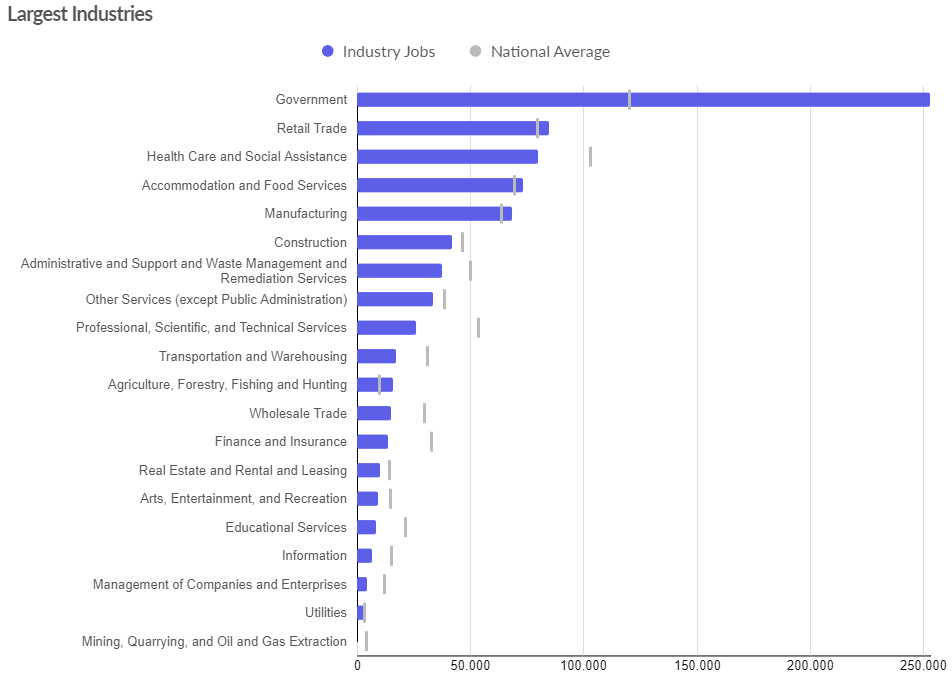 Largest Industries
Industry Jobs National Average
Government
Retail Trade
Health Care and Social Assistance
Accommodation and Food Services
Manufacturing
Construction
Administrative and Support and Waste Management and
Remediation Services
Other Services (except Public Administration)
Professional, Scientific, and Technical Services
Transportation and Warehousing
Agriculture, Forestry, Fishing and Hunting
Wholesale Trade
Finance and Insurance
Real Estate and Rental and Leasing
Arts, Entertainment, and Recreation
Educational Services
Information
Management of Companies and Enterprises
Utilities
Mining, Quarrying, and Oil and Gas Extraction
0 50.000 100.000 150.000 200.000 250.000